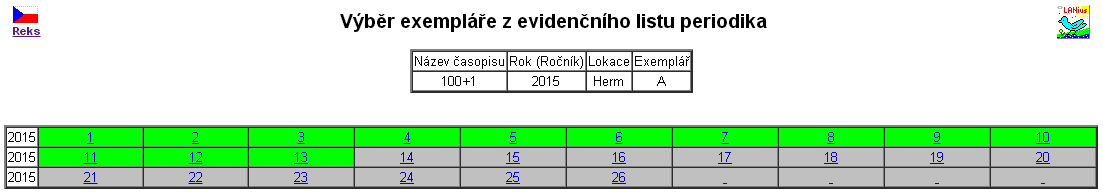 Výběr exempláře z evidenčního listu periodika
LANius
Reks
Název časopisu Rok (Ročník) Lokace Exemplář
100+1 2015 Herm A
2015 1 2 3 4 5 6 7 8 9 10
2015 11 12 13 14 15 16 17 18 19 20
2015 21 22 23 24 25 26 - - - -